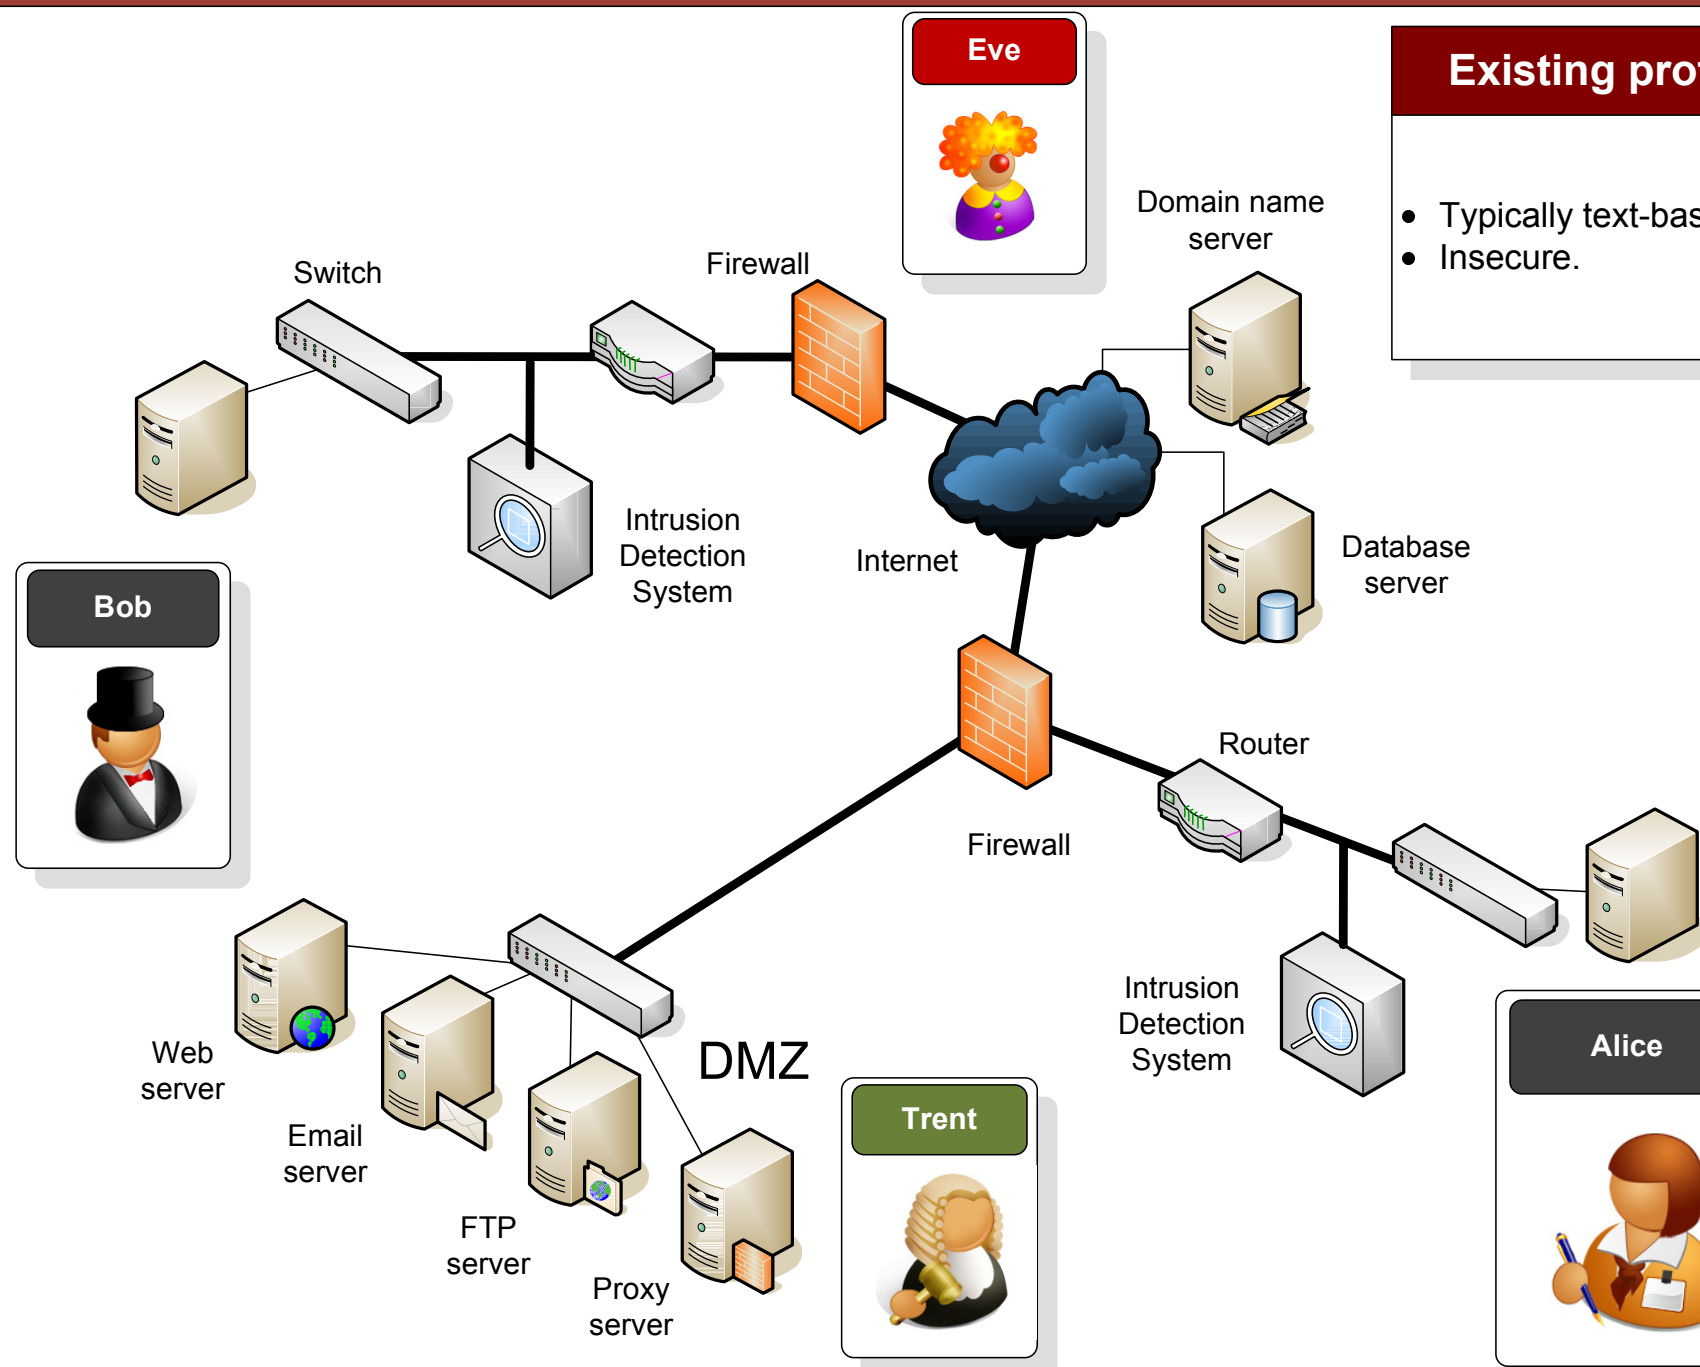 Eve
Existing pro
Typically text-bas
Insecure.
Domain name
server
Switch
Firewall
Intrusion
Detection
System
Internet
Database
server
Bob
Router
Firewall
Web
server
Email
server
FTP
server
Proxy
server
DMZ
Trent
Intrusion
Detection
System
Alice